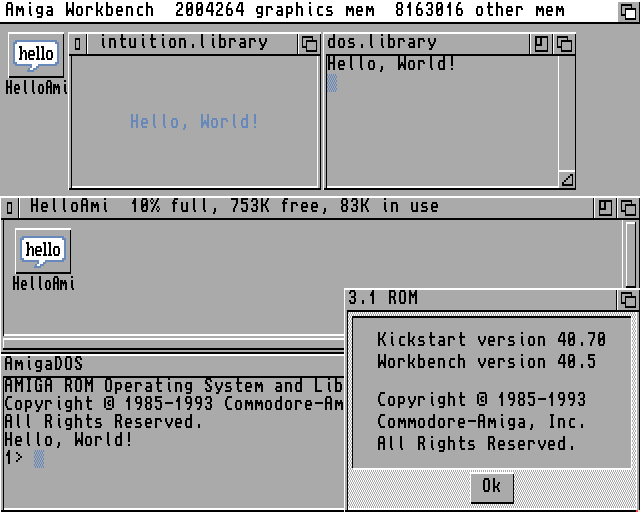 Amiga Workbench  2004264 graphics mem  8163016 other mem
hello
HelloAmi
intuition.library
Hello, World!
dos.library
Hello, World!
HelloAmi  10% full, 753K free, 83K in use
hello
HelloAmi
AmigaDOS
AMIGA ROM Operating System and Lib
Copyright © 1985-1993 Commodore-Am
All Rights Reserved.
Hello, World!
1>
3.1 ROM
Kickstart version 40.70
Workbench version 40.5
Copyright © 1985-1993
Commodore-Amiga, Inc.
All Rights Reserved.
Ok